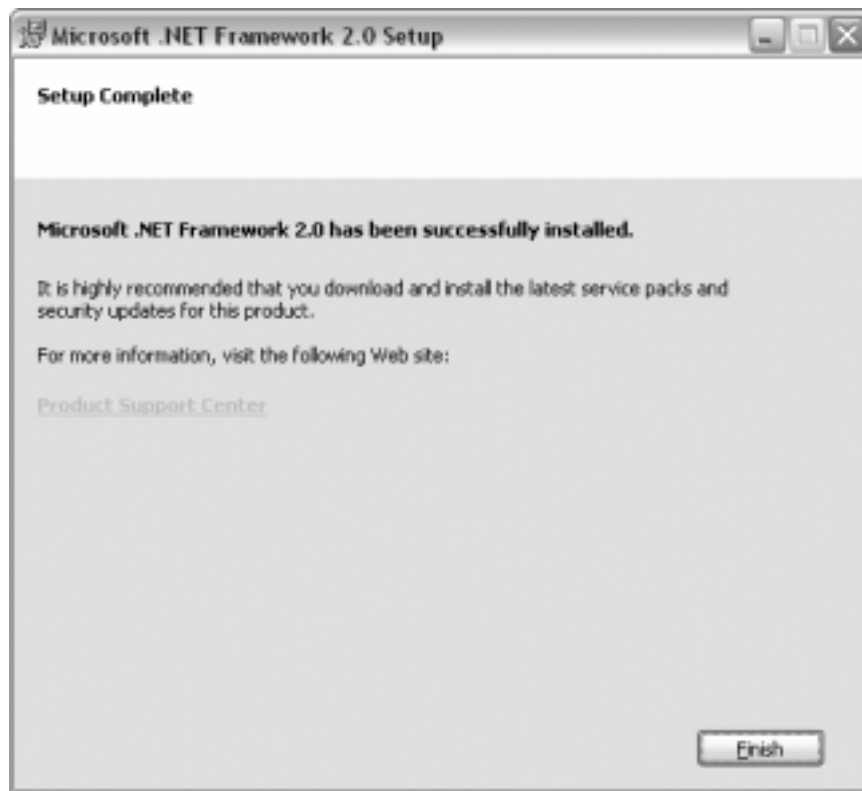 Microsoft .NET Framework 2.0 Setup
Setup Complete
Microsoft .NET Framework 2.0 has been successfully installed.
It is highly recommended that you download and install the latest service packs and
security updates for this product.
For more information, visit the following Web site:
Product Support Center
Finish